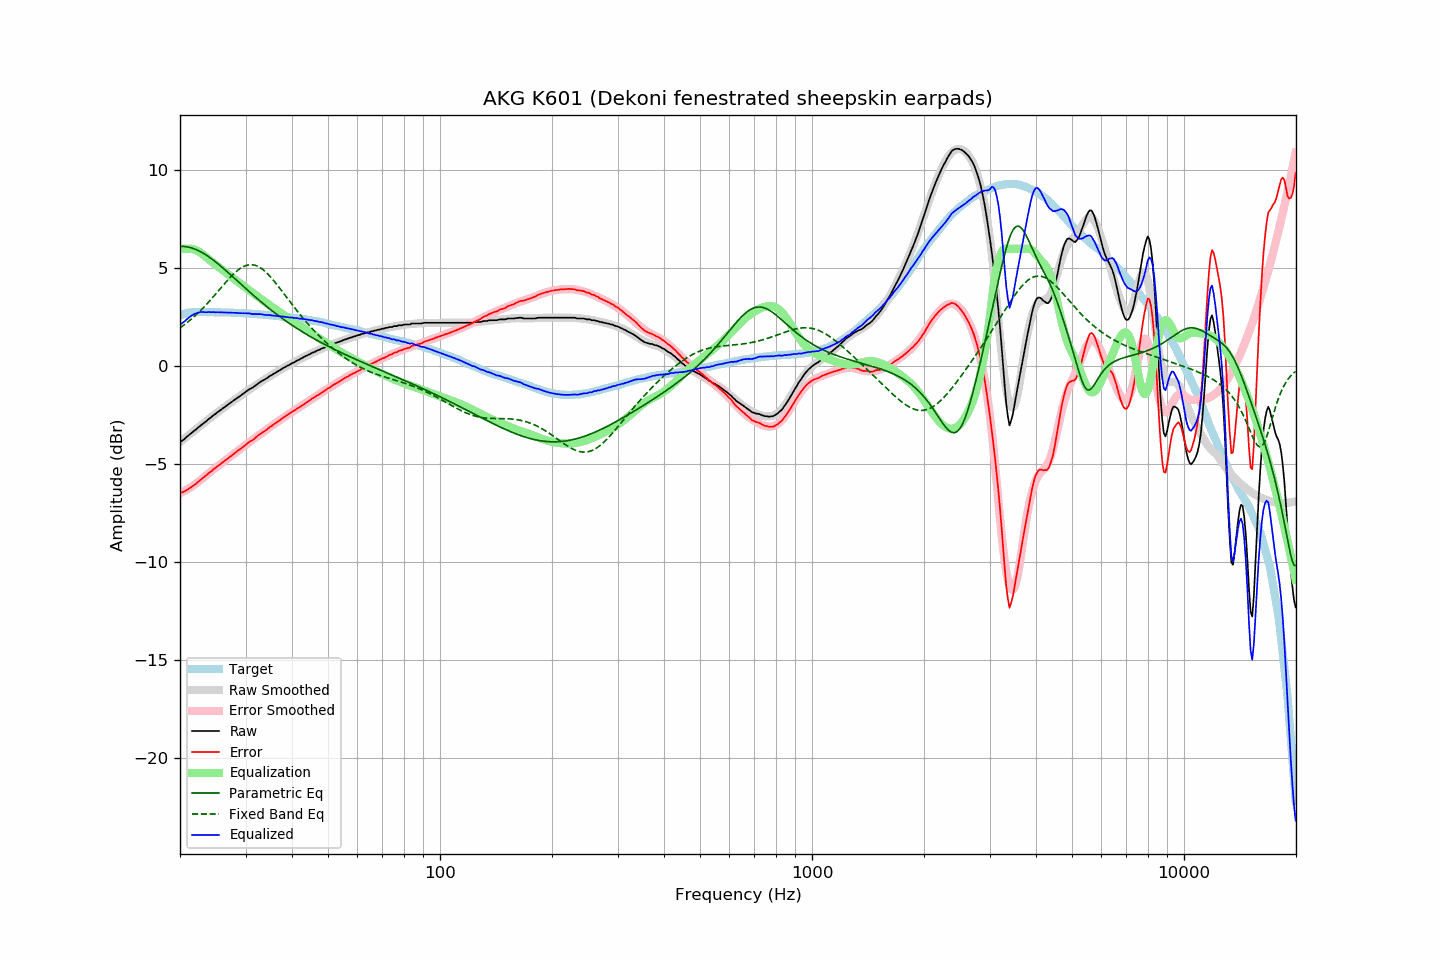 AKG K601 (Dekoni fenestrated sheepskin earpads)
Amplitude (dBr)
10
5
0
−5
−10
−15
−20
Target
Raw Smoothed
Error Smoothed
Raw
Error
Equalization
Parametric Eq
Fixed Band Eq
Equalized
100
1000
10000
Frequency (Hz)